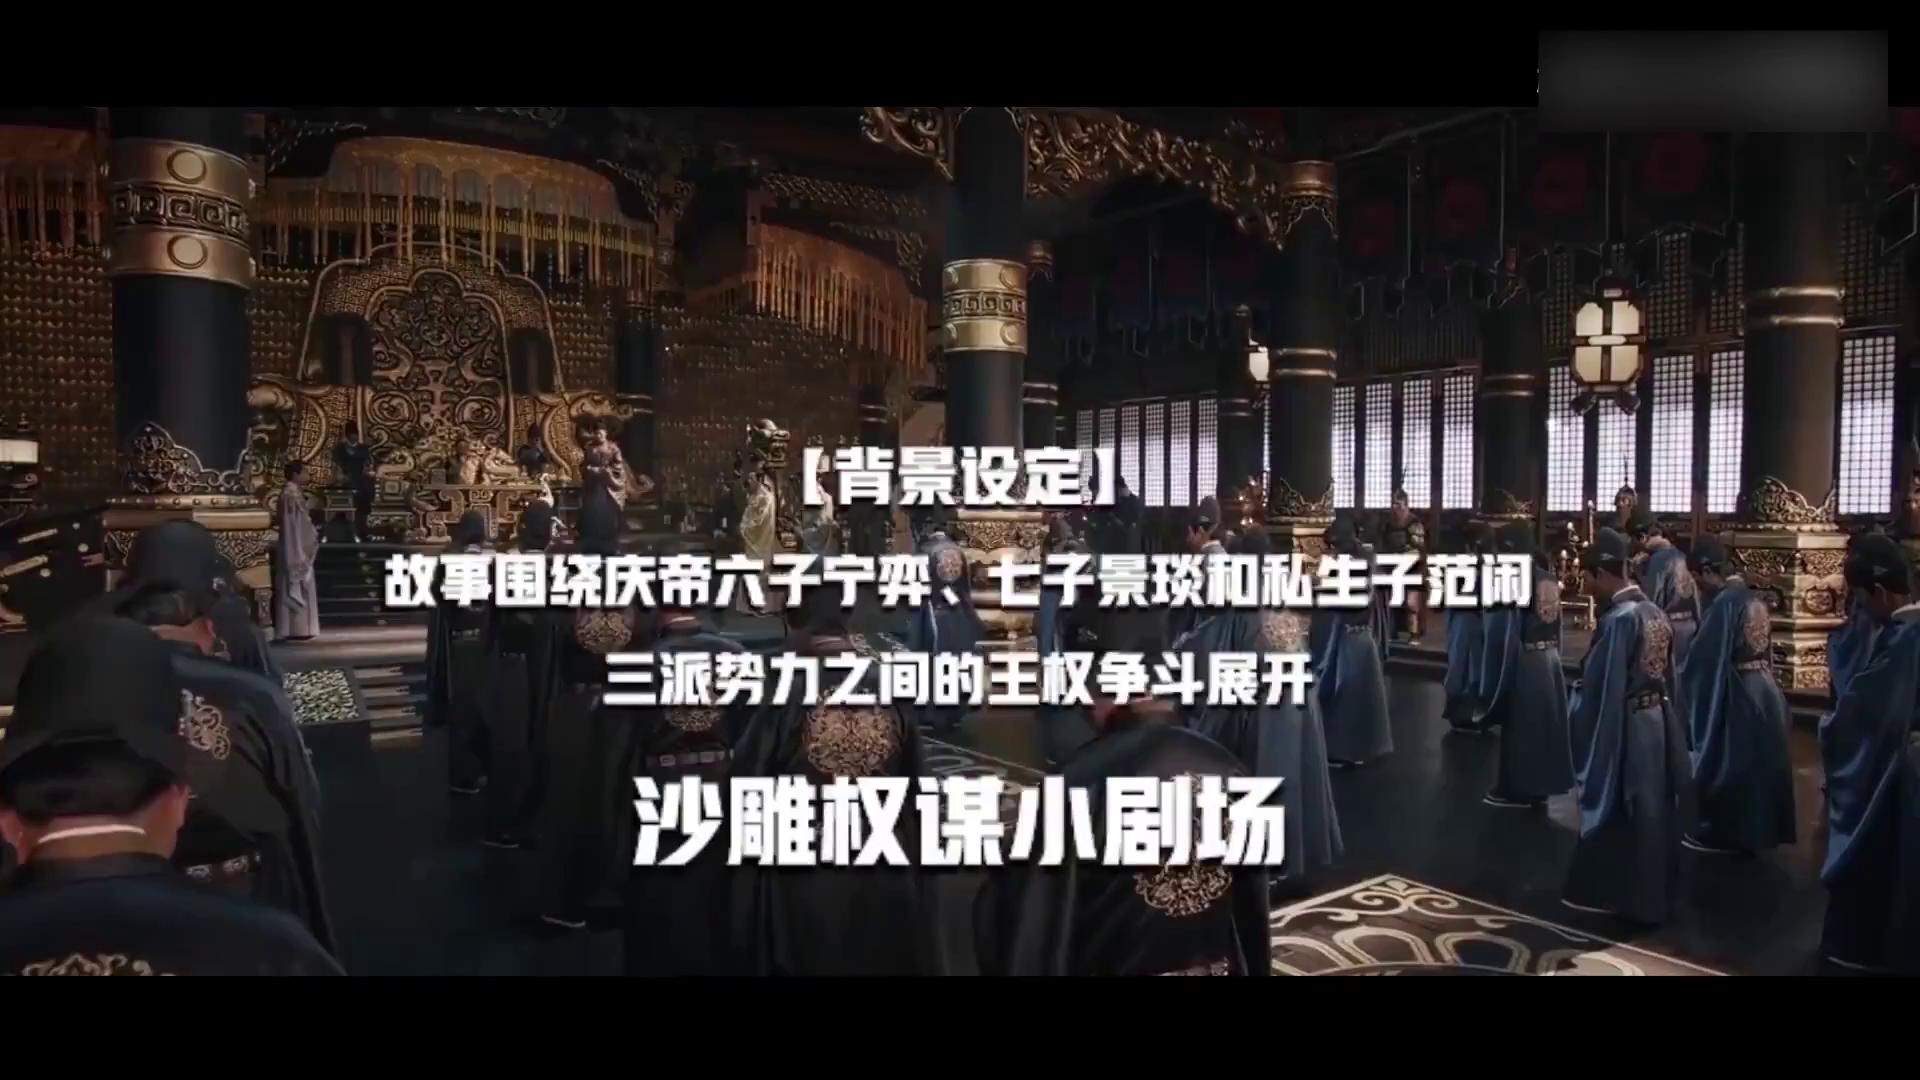 【背景设定】
故事围绕庆帝六子宁弈、七子景琰和私生子范闲
三派势力之间的王权争斗展开
沙雕权谋小剧场